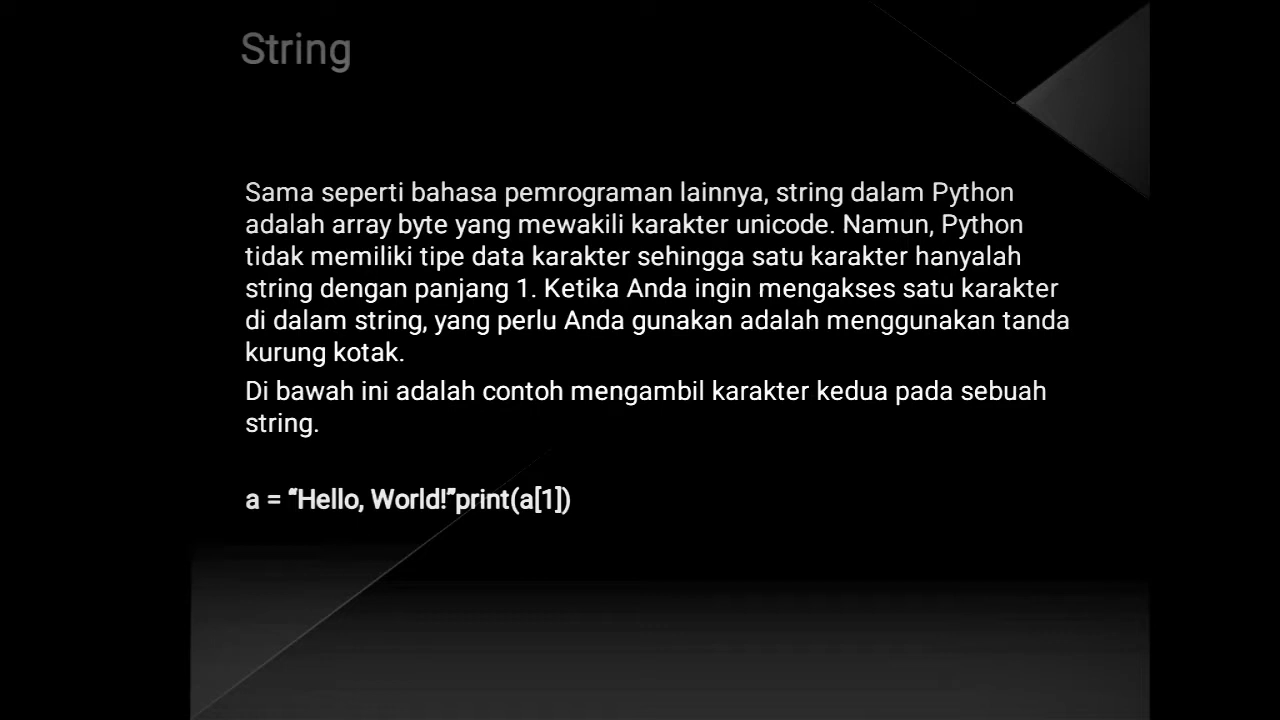 String
Sama seperti bahasa pemrograman lainnya, string dalam Python
adalah array byte yang mewakili karakter unicode. Namun, Python
tidak memiliki tipe data karakter sehingga satu karakter hanyalah
string dengan panjang 1. Ketika Anda ingin mengakses satu karakter
di dalam string, yang perlu Anda gunakan adalah menggunakan tanda
kurung kotak.
Di bawah ini adalah contoh mengambil karakter kedua pada sebuah
string.
a = “Hello, World!”print(a[1])